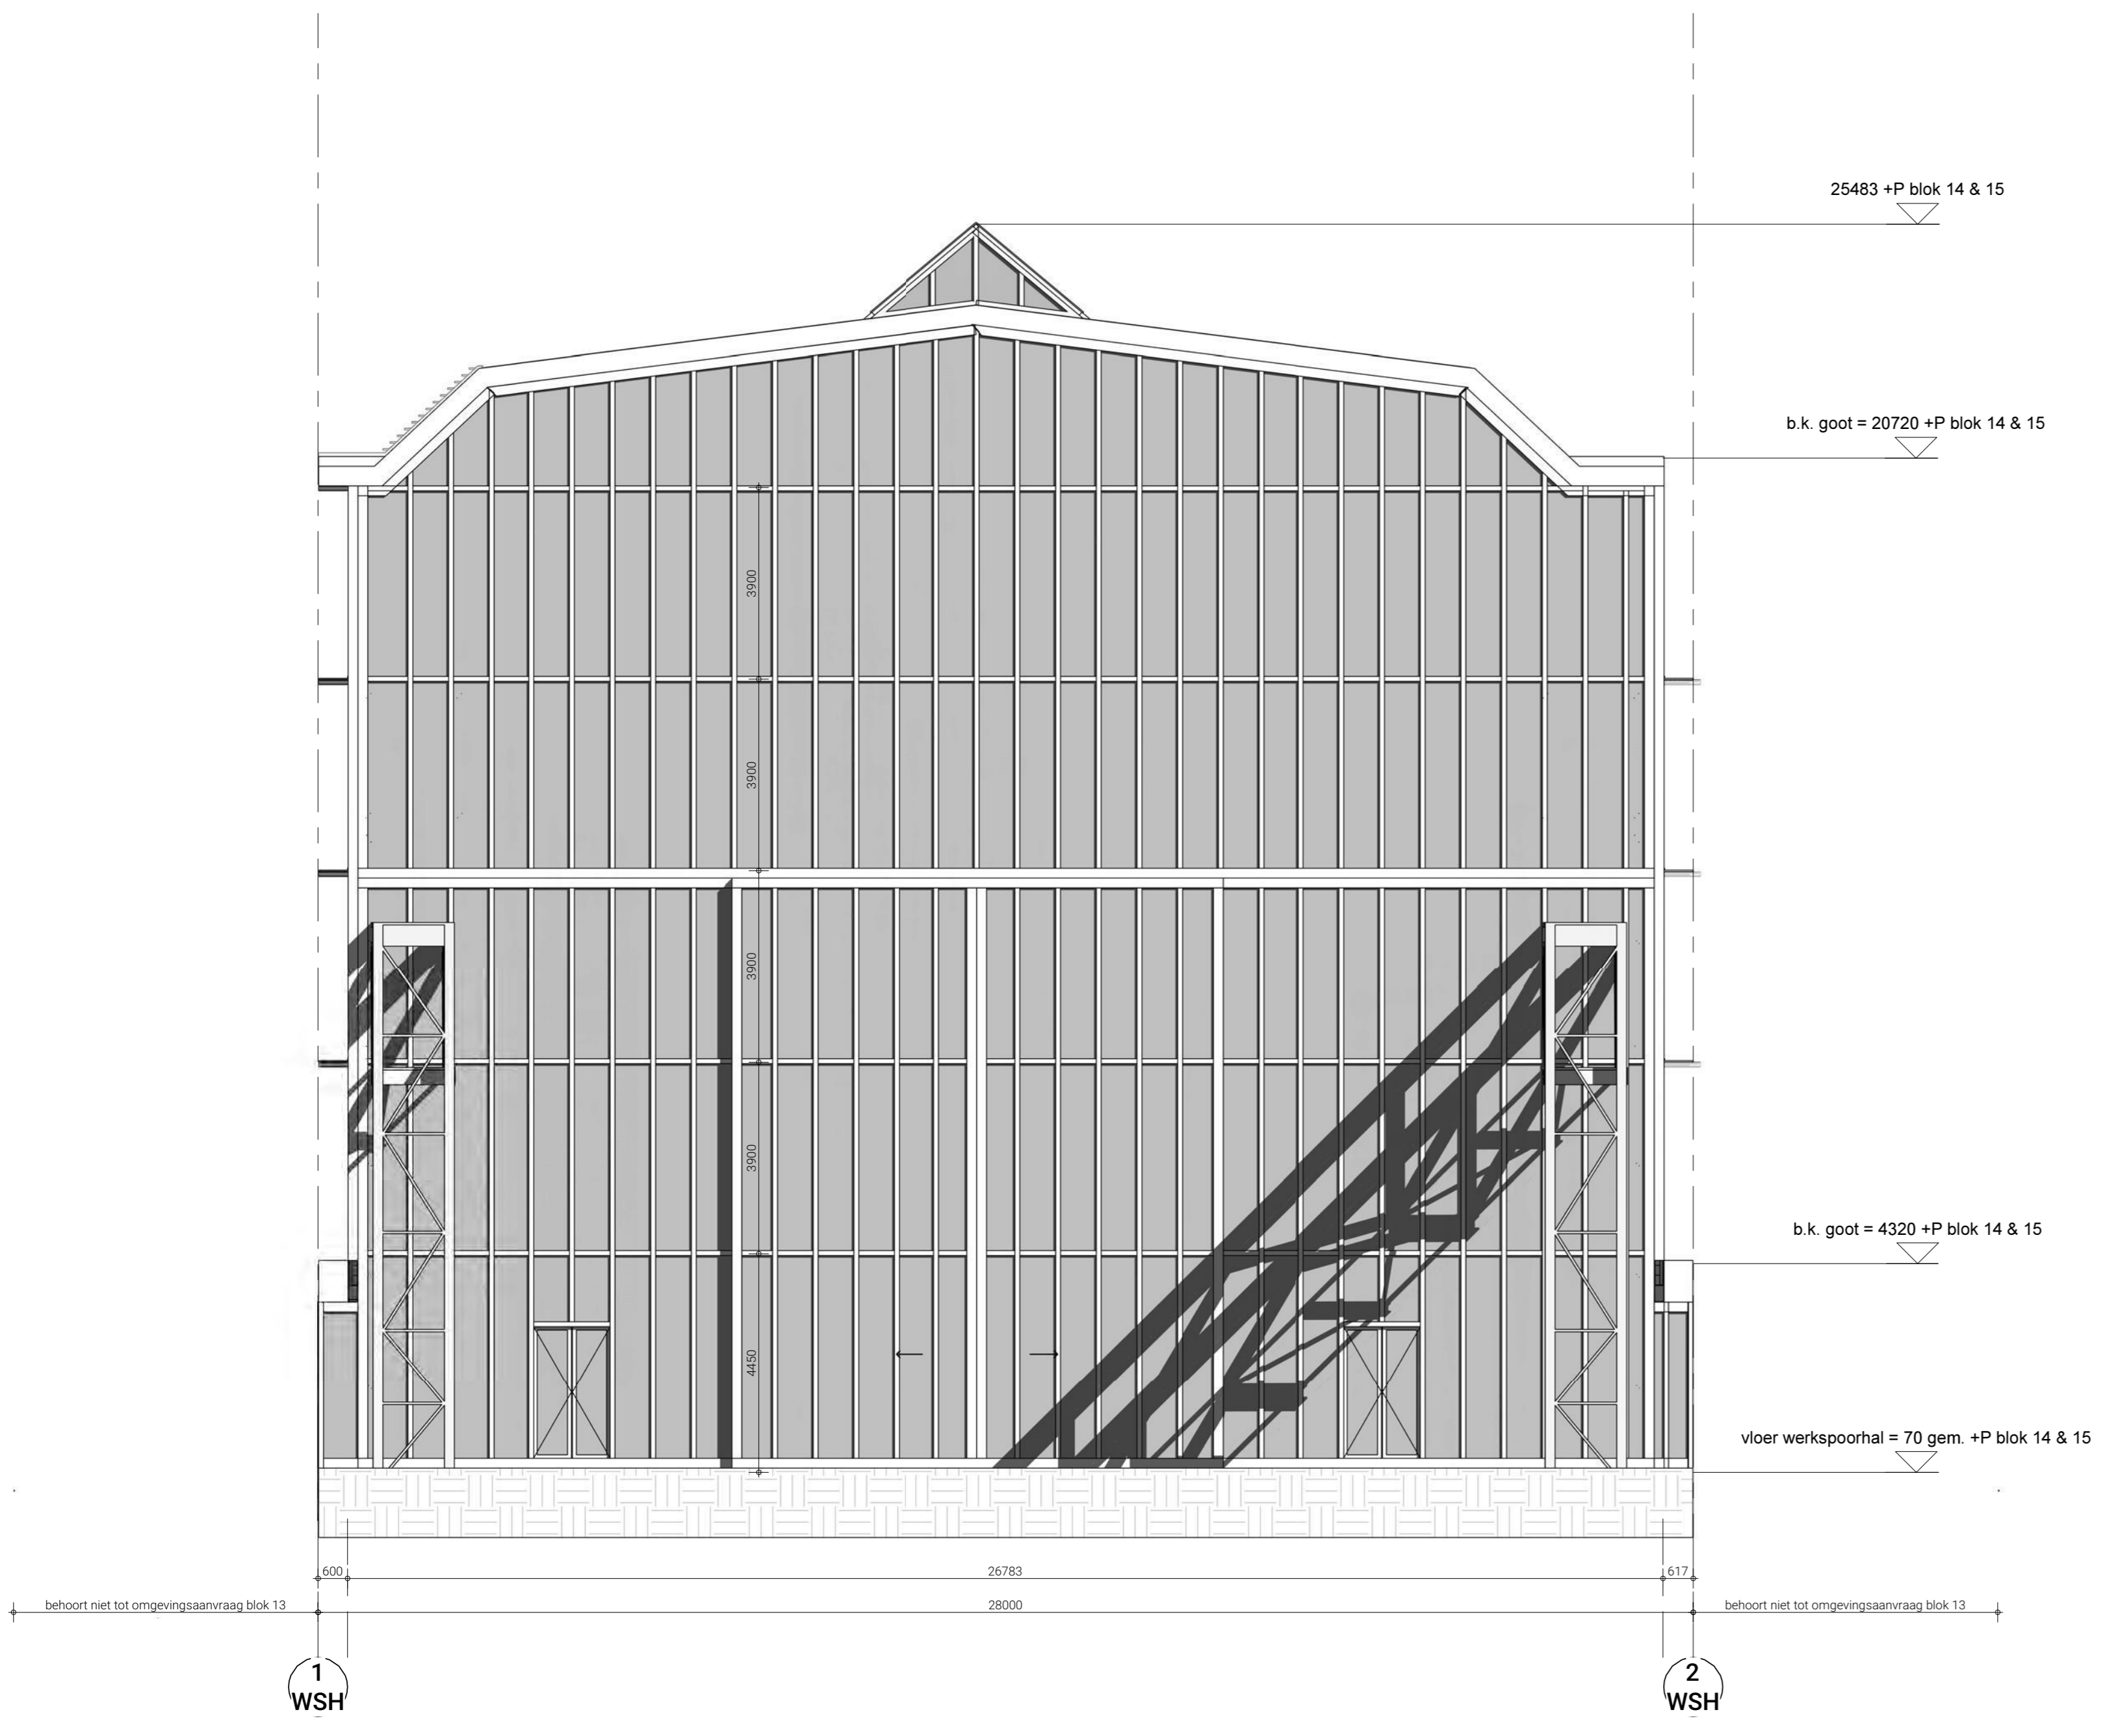 25483 +P blok 14 & 15
b.k. goot = 20720 +P blok 14 & 15
3900
3900
3900
3900
4450
b.k. goot = 4320 +P blok 14 & 15
vloer werkspoorhal = 70 gem. +P blok 14 & 15
600
26783
617
behoort niet tot omgevingsaanvraag blok 13
28000
behoort niet tot omgevingsaanvraag blok 13
1
WSH
2
WSH